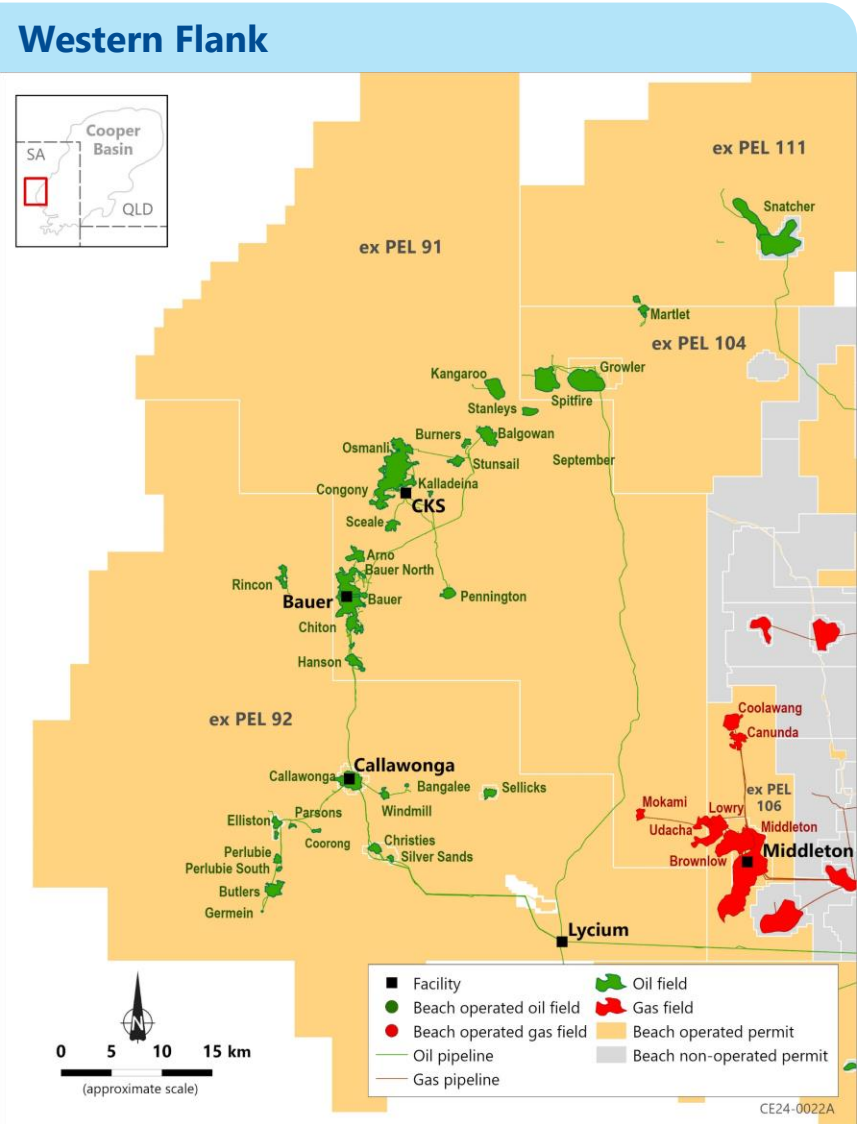 Western Flank
Cooper
Basin
SA
QLD
ex PEL 111
Snatcher
ex PEL 91
Martlet
ex PEL 104
Growler
Kangaroo
Spitfire
Stanleys
Burners
Balgowan
Osmanli
Stunsail
September
Kalladeina
Congony
CKS
Sceale
Arno
Bauer North
Rincon
Bauer
Bauer
Pennington
Chiton
Hanson
Coolawang
ex PEL 92
Canunda
Callawonga
Callawonga
Bangalee
Sellicks
ex PEL
106
Mokami
Lowry
Windmill
Parsons
Elliston
Udacha
Middleton
Coorong
Christies
Middleton
Perlubie
Silver Sands
Brownlow
Perlubie South
Butlers
Germein
Lycium
N
0 5 10 15 km
(approximate scale)
Facility
Oil field
Beach operated oil field
Gas field
Beach operated gas field
Beach operated permit
Oil pipeline
Beach non-operated permit
Gas pipeline
CE24-0022A